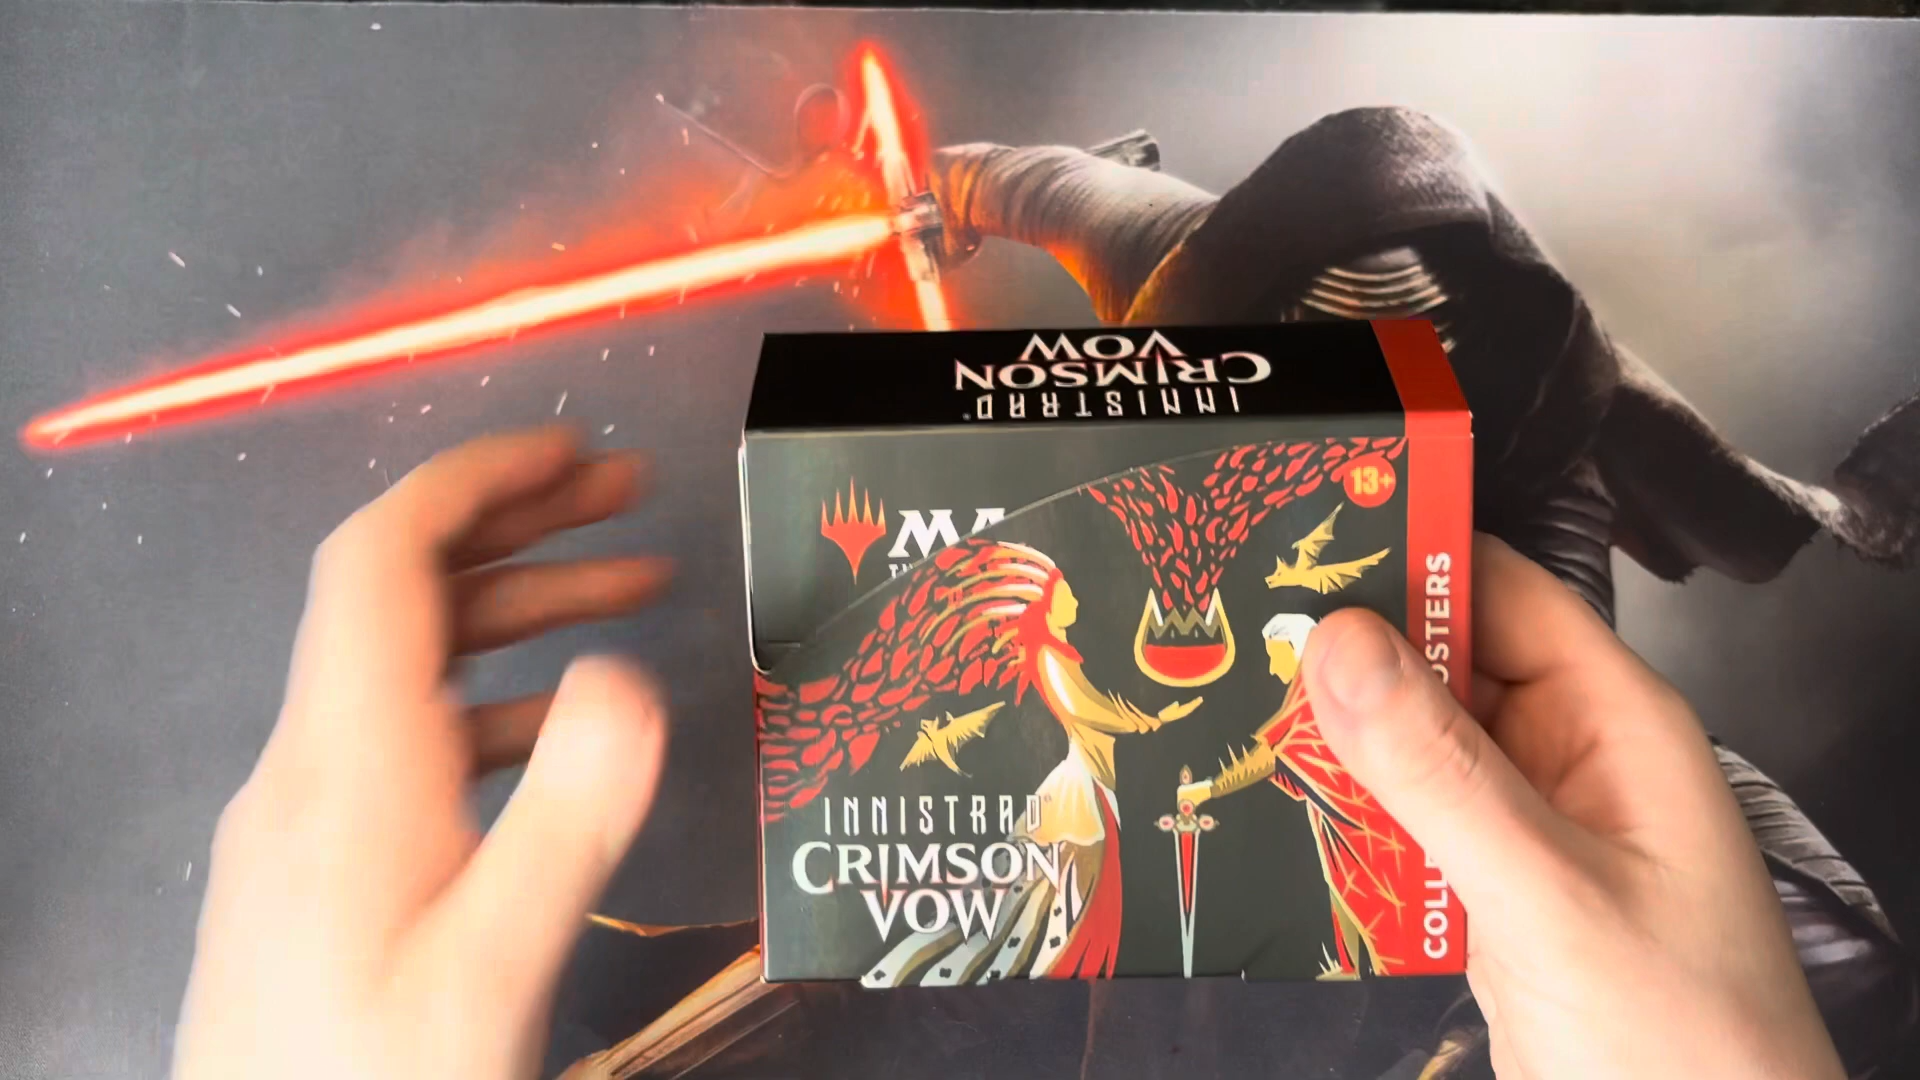 INNISTRAD
CRIMSON
VOW
13+
INNISTRAD
CRIMSON
VOW